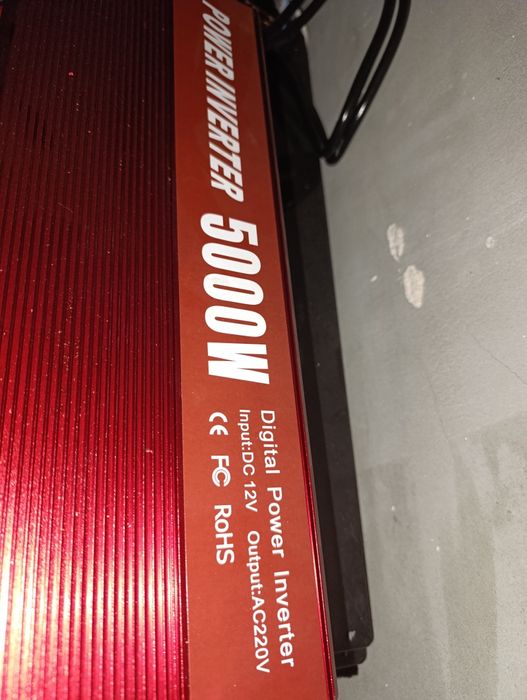 POWER INVERTER 5000W
Digital Power Inverter
Input:DC 12V Output:AC220V
CE FC RoHS